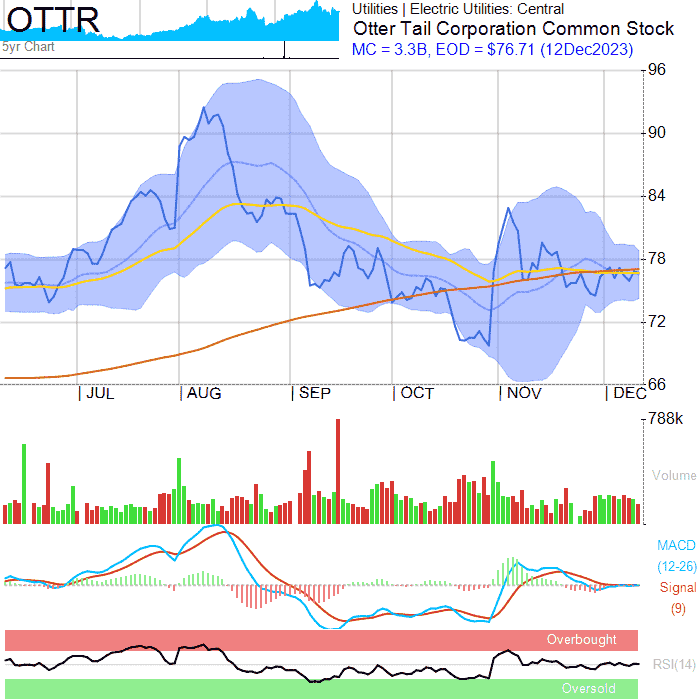 OTTR
5yr Chart
Utilities | Electric Utilities: Central
Otter Tail Corporation Common Stock
MC = 3.3B, EOD = $76.71 (12Dec2023)
96
90
84
78
72
66
| JUL | AUG | SEP | OCT | NOV | DEC
788k
Volume
MACD
(12-26)
Signal
(9)
Overbought
RSI(14)
Oversold